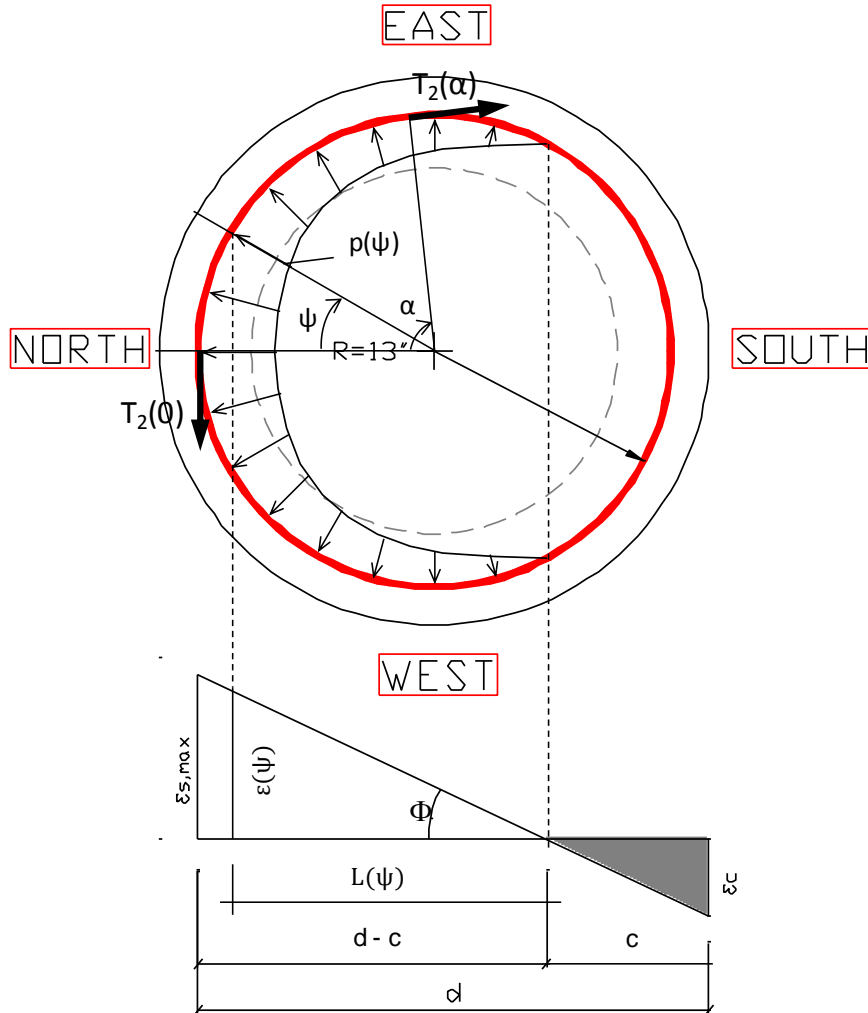 EAST
T₂(α)
p(ψ)
α
ψ
NORTH
R=13"
SOUTH
T₂(0)
WEST
εs,max
ε(ψ)
Φ
L(ψ)
εc
d - c
c
d